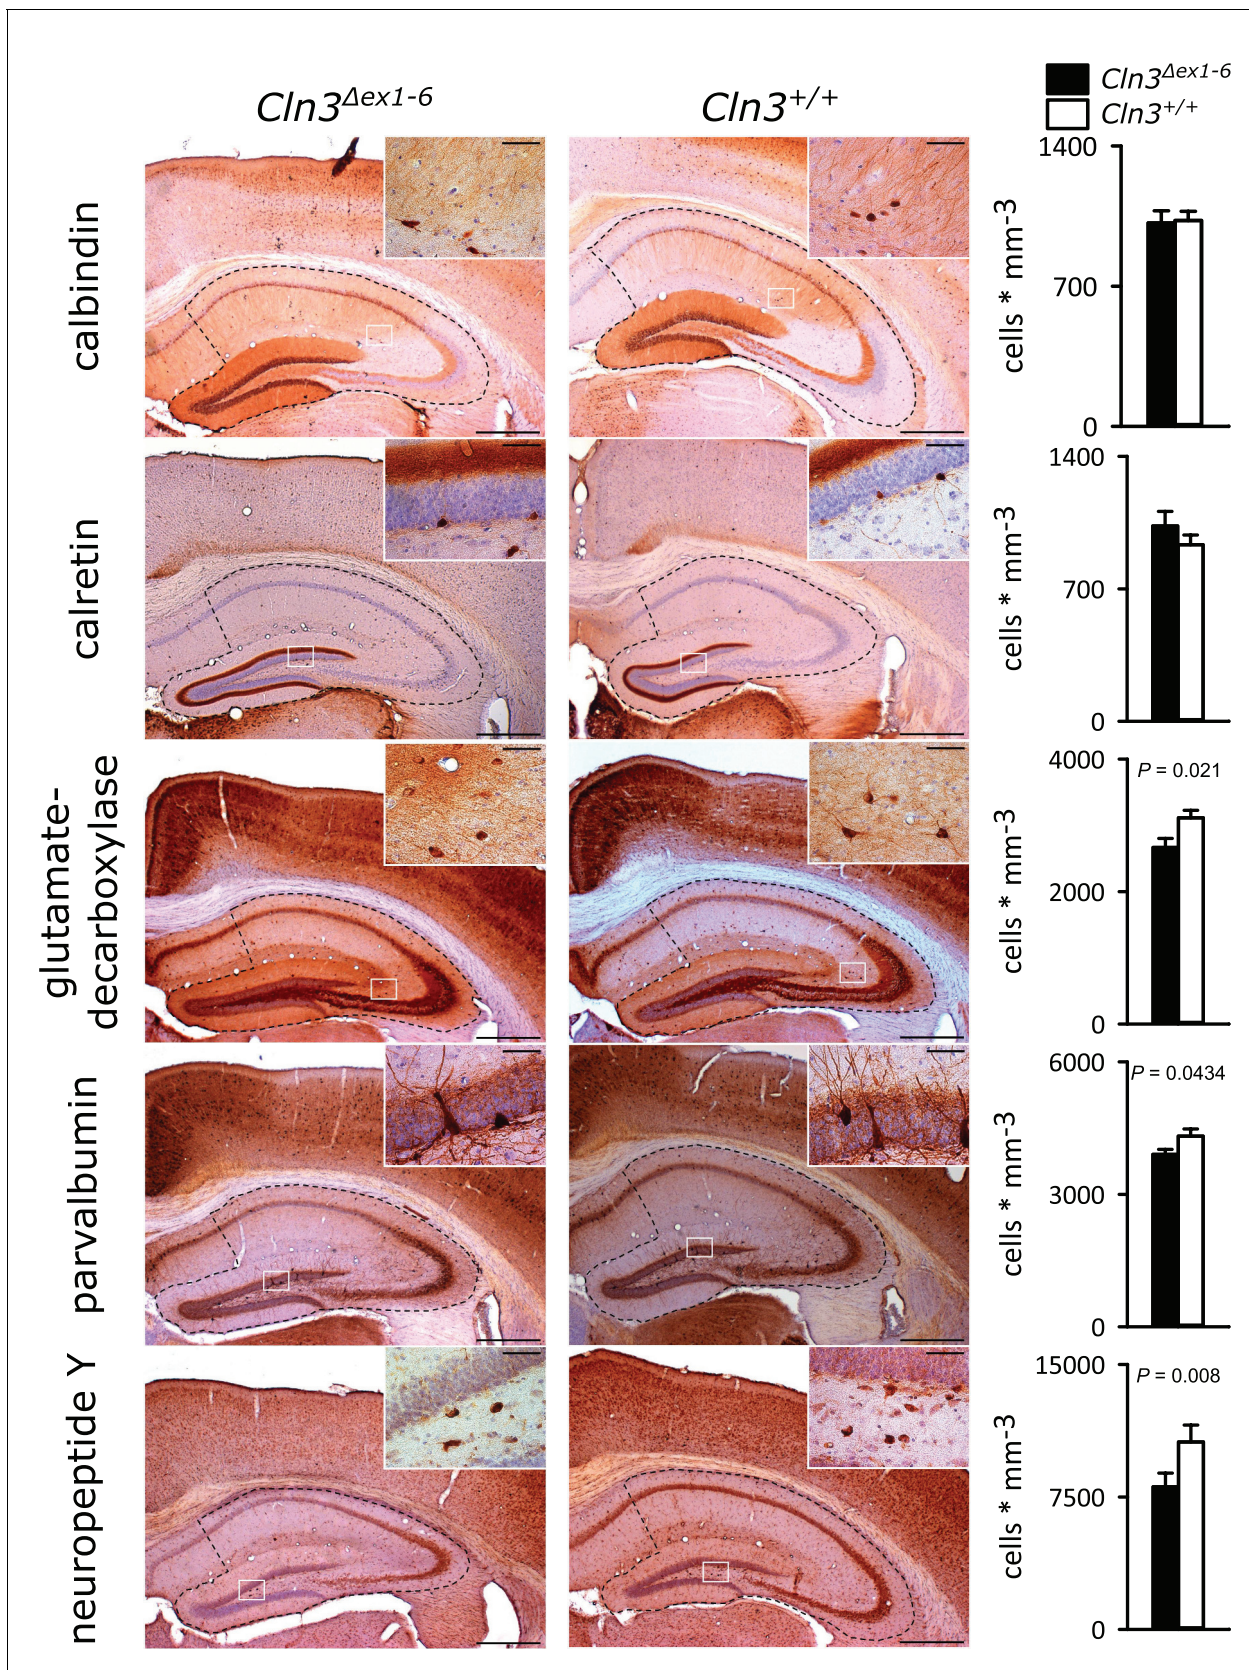 Cln3Δex1-6
Cln3+/+
Cln3Δex1-6
Cln3+/+
calbindin
cells * mm-3
1400
700
0
calretin
cells * mm-3
1400
700
0
glutamate-
decarboxylase
cells * mm-3
4000
P = 0.021
2000
0
parvalbumin
cells * mm-3
6000
P = 0.0434
3000
0
neuropeptide Y
cells * mm-3
15000
P = 0.008
7500
0